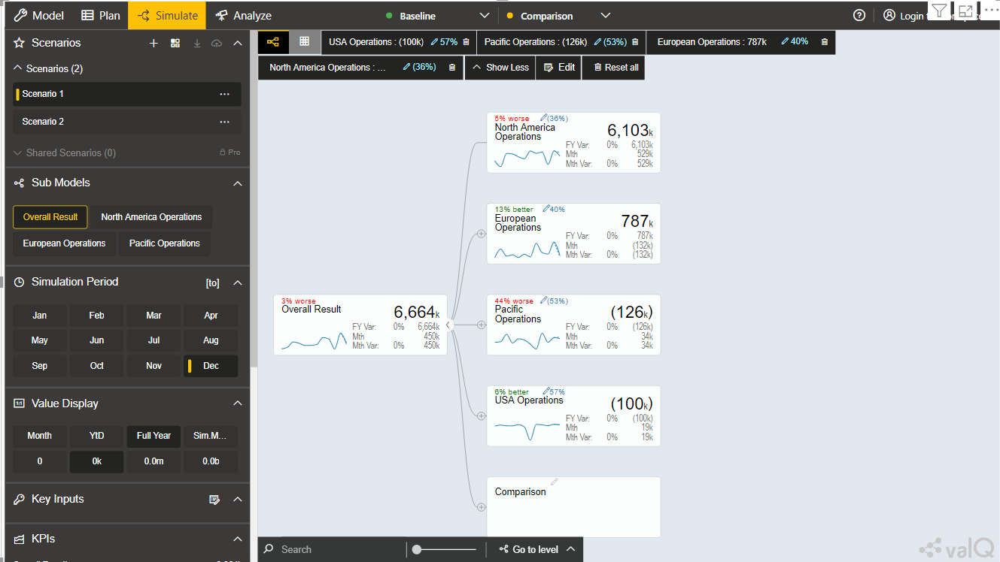 Model Plan Simulate Analyze Baseline Comparison Login
Scenarios
USA Operations : (100k) 57% Pacific Operations : (126k) (53%) European Operations : 787k 40%
North America Operations : ... (36%) Show Less Edit Reset all
Scenarios (2)
Scenario 1
Scenario 2
Shared Scenarios (0) Pro
Sub Models
Overall Result North America Operations
European Operations Pacific Operations
Simulation Period [to]
Jan Feb Mar Apr
May Jun Jul Aug
Sep Oct Nov Dec
Value Display
1:1
Month YtD Full Year Sim.M...
0 0k 0.0m 0.0b
Key Inputs
KPIs
3% worse
Overall Result
6,664k
FY Var: 0% 6,664k
Mth 450k
Mth Var: 0% 450k
5% worse (36%)
North America
Operations
6,103k
FY Var: 0% 6,103k
Mth 529k
Mth Var: 0% 529k
13% better 40%
European
Operations
787k
FY Var: 0% 787k
Mth (132k)
Mth Var: 0% (132k)
44% worse (53%)
Pacific
Operations
(126k)
FY Var: 0% (126k)
Mth 34k
Mth Var: 0% 34k
6% better 57%
USA Operations
(100k)
FY Var: 0% (100k)
Mth 19k
Mth Var: 0% 19k
Comparison
Search Go to level
valQ